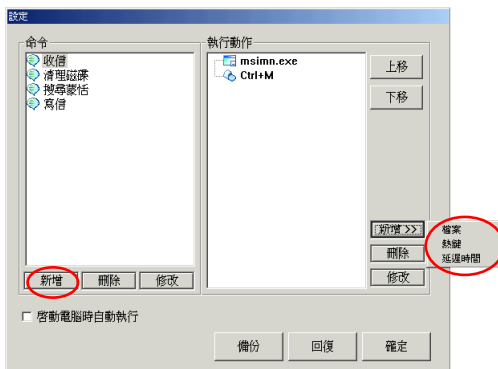 設定
命令
收信
清理磁碟
搜尋蒙恬
寫信
新增
刪除
修改
執行動作
msimn.exe
Ctrl+M
上移
下移
新增 >>
刪除
修改
檔案
熱鍵
延遲時間
啓動電腦時自動執行
備份
回復
確定